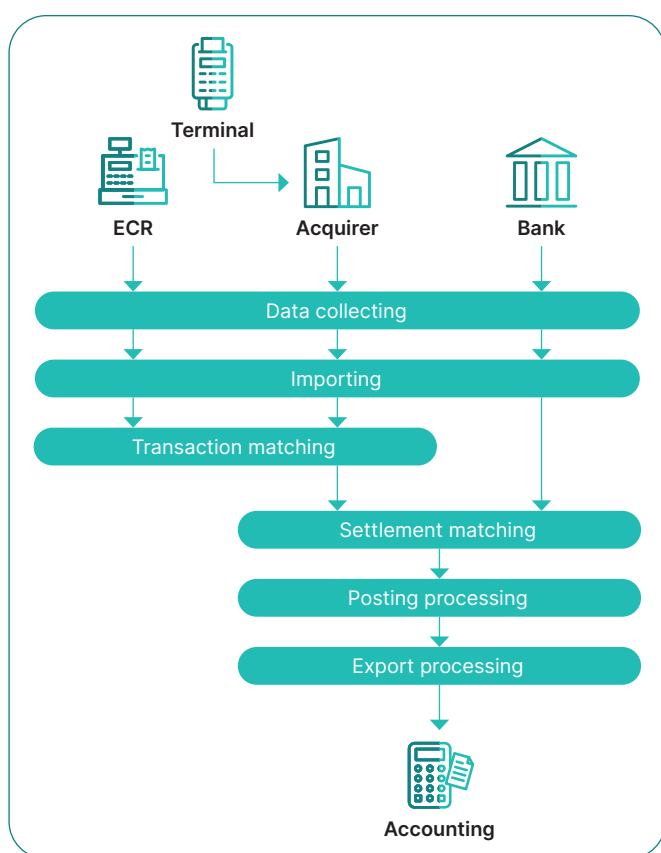 Terminal
ECR
Acquirer
Bank
Data collecting
Importing
Transaction matching
Settlement matching
Posting processing
Export processing
Accounting